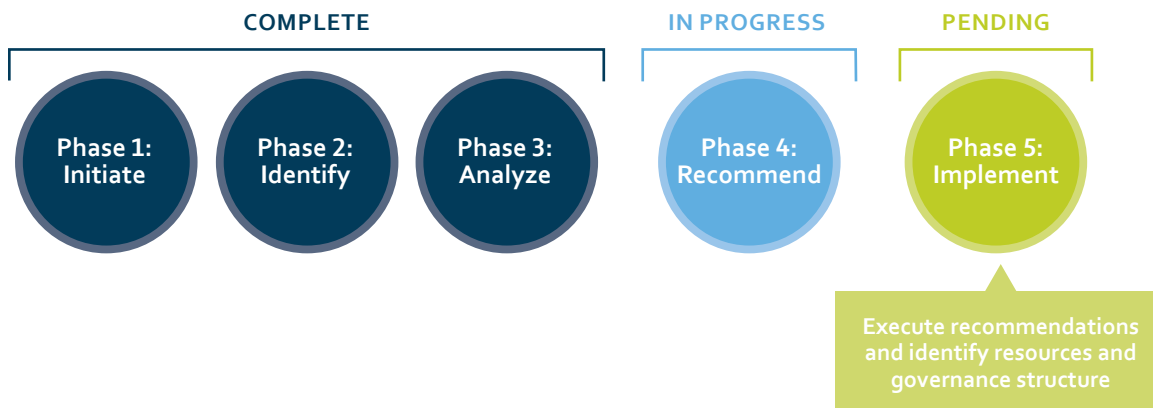 COMPLETE
IN PROGRESS
PENDING
Phase 1:
Initiate
Phase 2:
Identify
Phase 3:
Analyze
Phase 4:
Recommend
Phase 5:
Implement
Execute recommendations
and identify resources and
governance structure